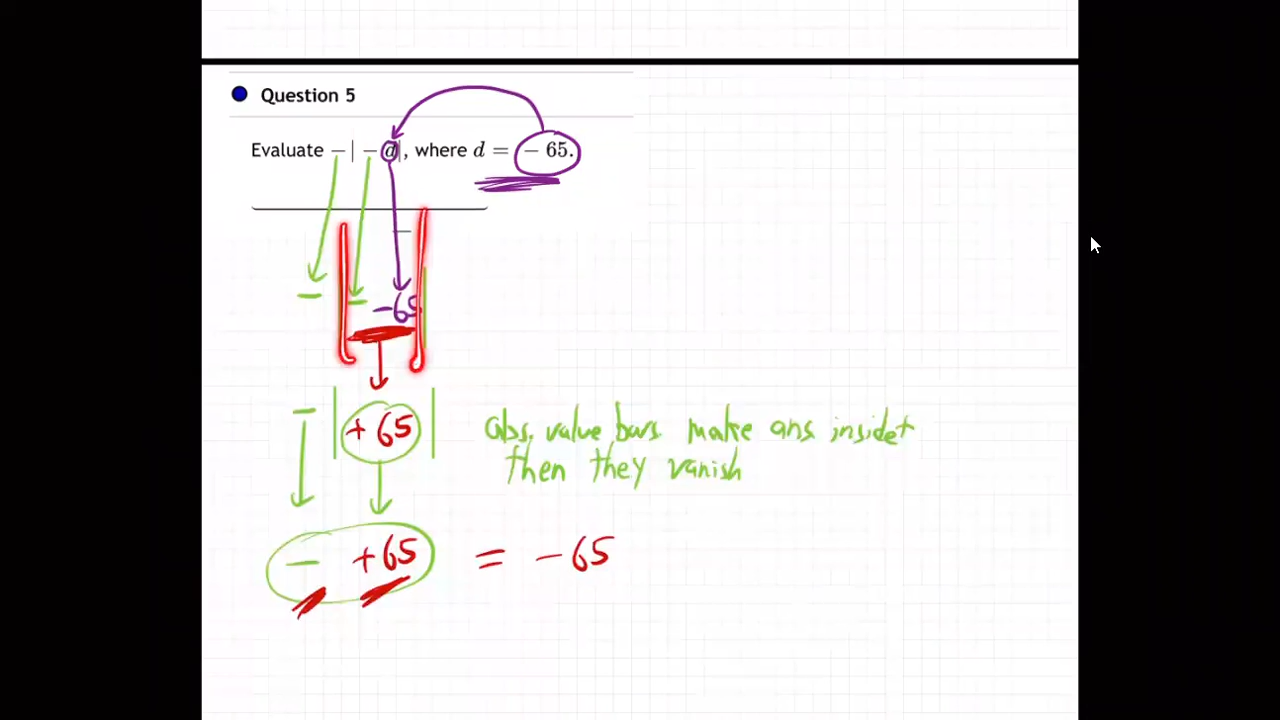 Question 5
Evaluate −|−d|, where d = −65.
− | − −65 |
− | +65 |
abs. value bars make ans inside +
then they vanish
− +65 = −65